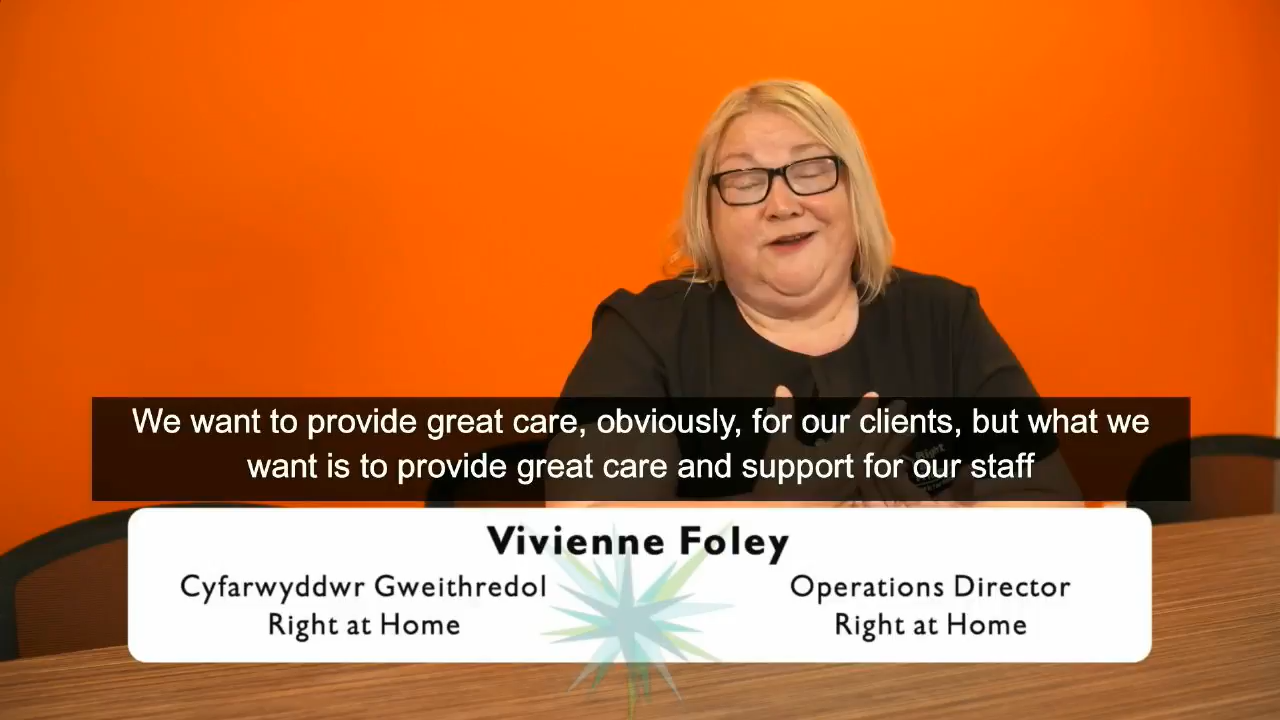 We want to provide great care, obviously, for our clients, but what we
want is to provide great care and support for our staff
Vivienne Foley
Cyfarwyddwr Gweithredol
Right at Home
Operations Director
Right at Home